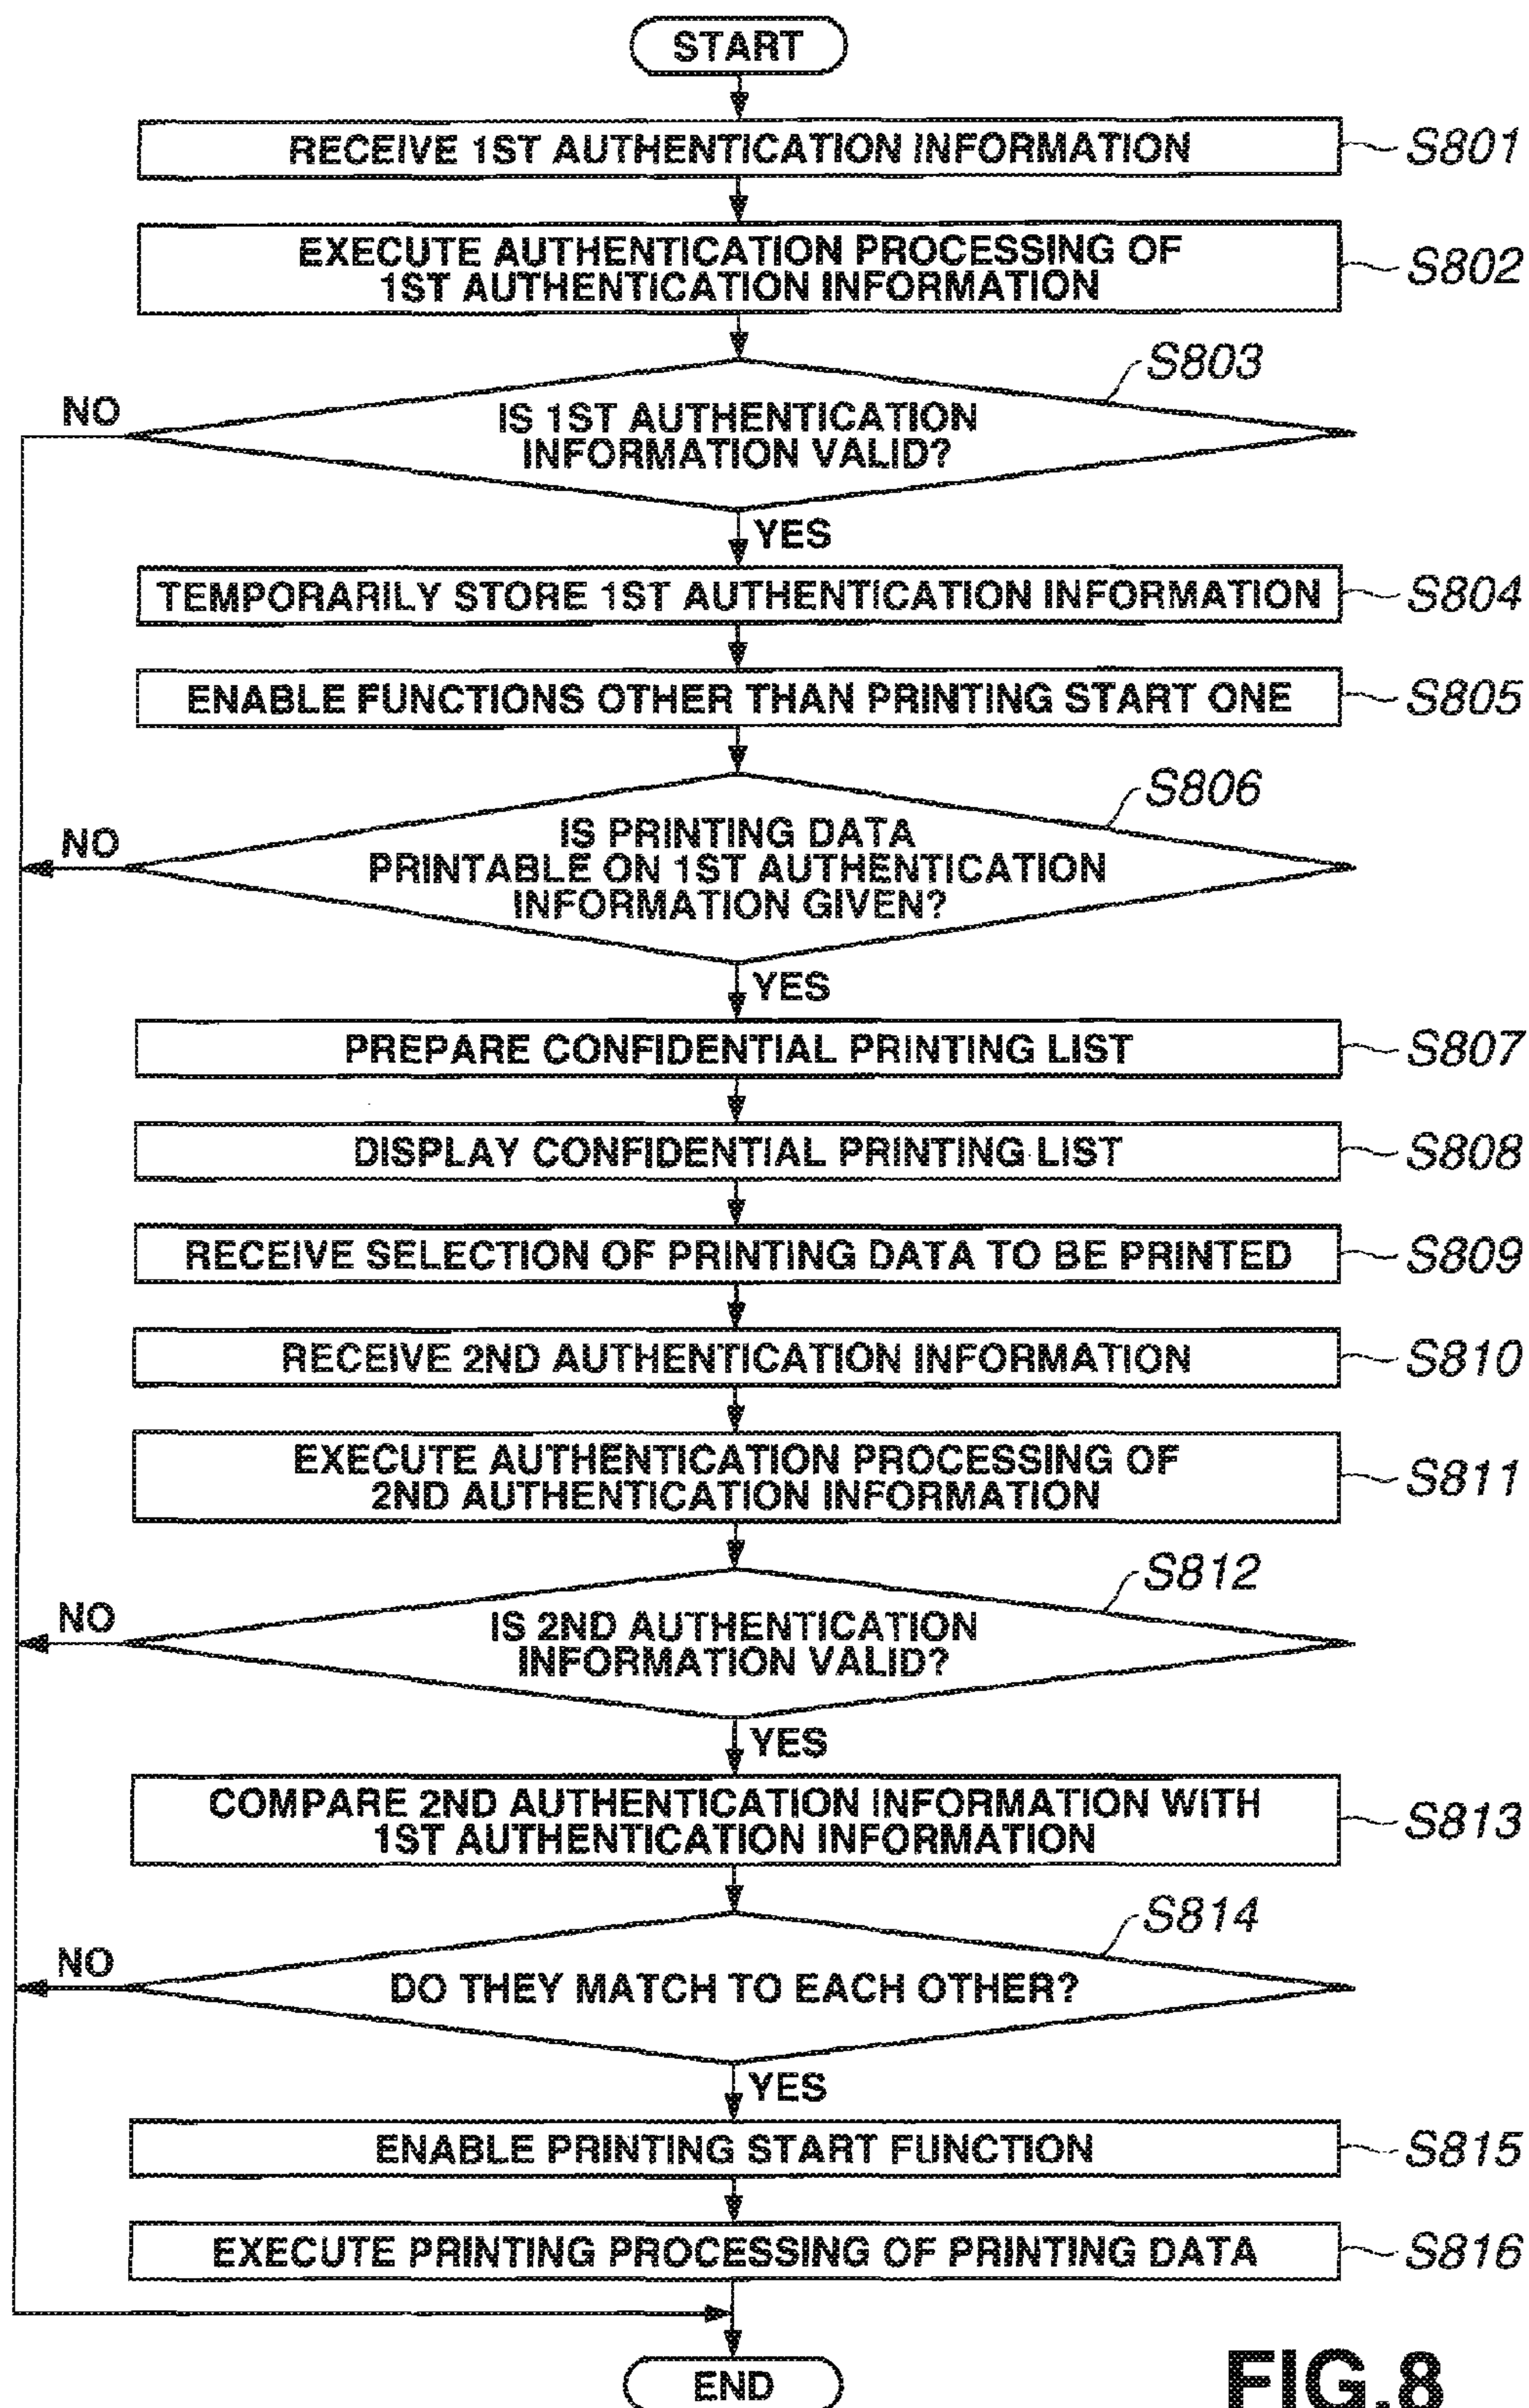 START
RECEIVE 1ST AUTHENTICATION INFORMATION
S801
EXECUTE AUTHENTICATION PROCESSING OF
1ST AUTHENTICATION INFORMATION
S802
S803
NO
IS 1ST AUTHENTICATION
INFORMATION VALID?
YES
TEMPORARILY STORE 1ST AUTHENTICATION INFORMATION
S804
ENABLE FUNCTIONS OTHER THAN PRINTING START ONE
S805
S806
NO
IS PRINTING DATA
PRINTABLE ON 1ST AUTHENTICATION
INFORMATION GIVEN?
YES
PREPARE CONFIDENTIAL PRINTING LIST
S807
DISPLAY CONFIDENTIAL PRINTING LIST
S808
RECEIVE SELECTION OF PRINTING DATA TO BE PRINTED
S809
RECEIVE 2ND AUTHENTICATION INFORMATION
S810
EXECUTE AUTHENTICATION PROCESSING OF
2ND AUTHENTICATION INFORMATION
S811
S812
NO
IS 2ND AUTHENTICATION
INFORMATION VALID?
YES
COMPARE 2ND AUTHENTICATION INFORMATION WITH
1ST AUTHENTICATION INFORMATION
S813
S814
NO
DO THEY MATCH TO EACH OTHER?
YES
ENABLE PRINTING START FUNCTION
S815
EXECUTE PRINTING PROCESSING OF PRINTING DATA
S816
END
FIG.8